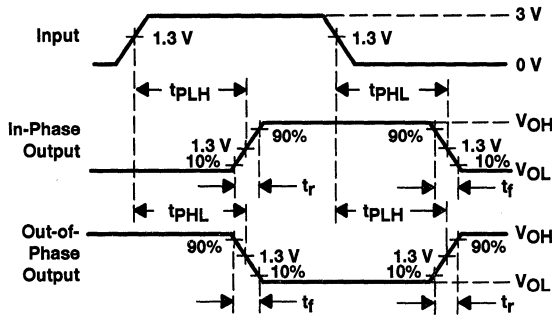 3 V
Input
1.3 V
1.3 V
0 V
tPLH
tPHL
In-Phase
Output
VOH
90%
90%
1.3 V
1.3 V
10%
10%
VOL
tr
tf
tPHL
tPLH
Out-of-
Phase
Output
VOH
90%
90%
1.3 V
1.3 V
10%
10%
VOL
tf
tr